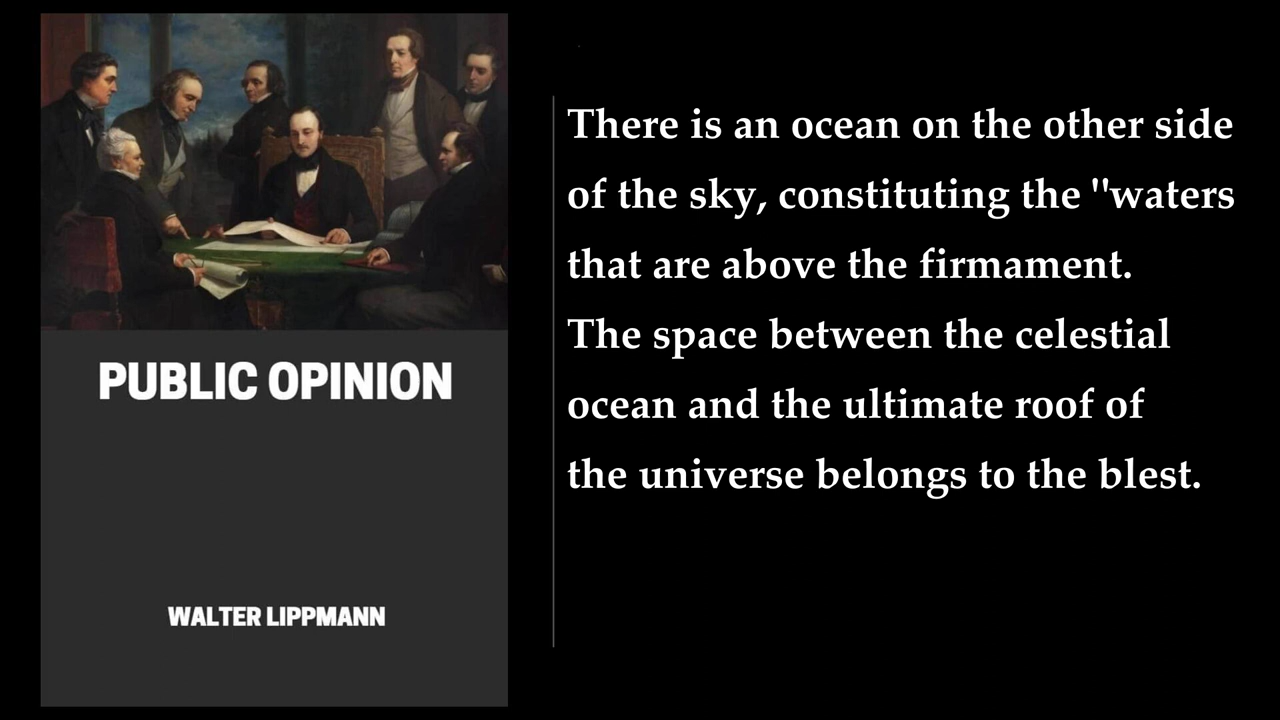 PUBLIC OPINION
WALTER LIPPMANN
There is an ocean on the other side
of the sky, constituting the "waters
that are above the firmament.
The space between the celestial
ocean and the ultimate roof of
the universe belongs to the blest.